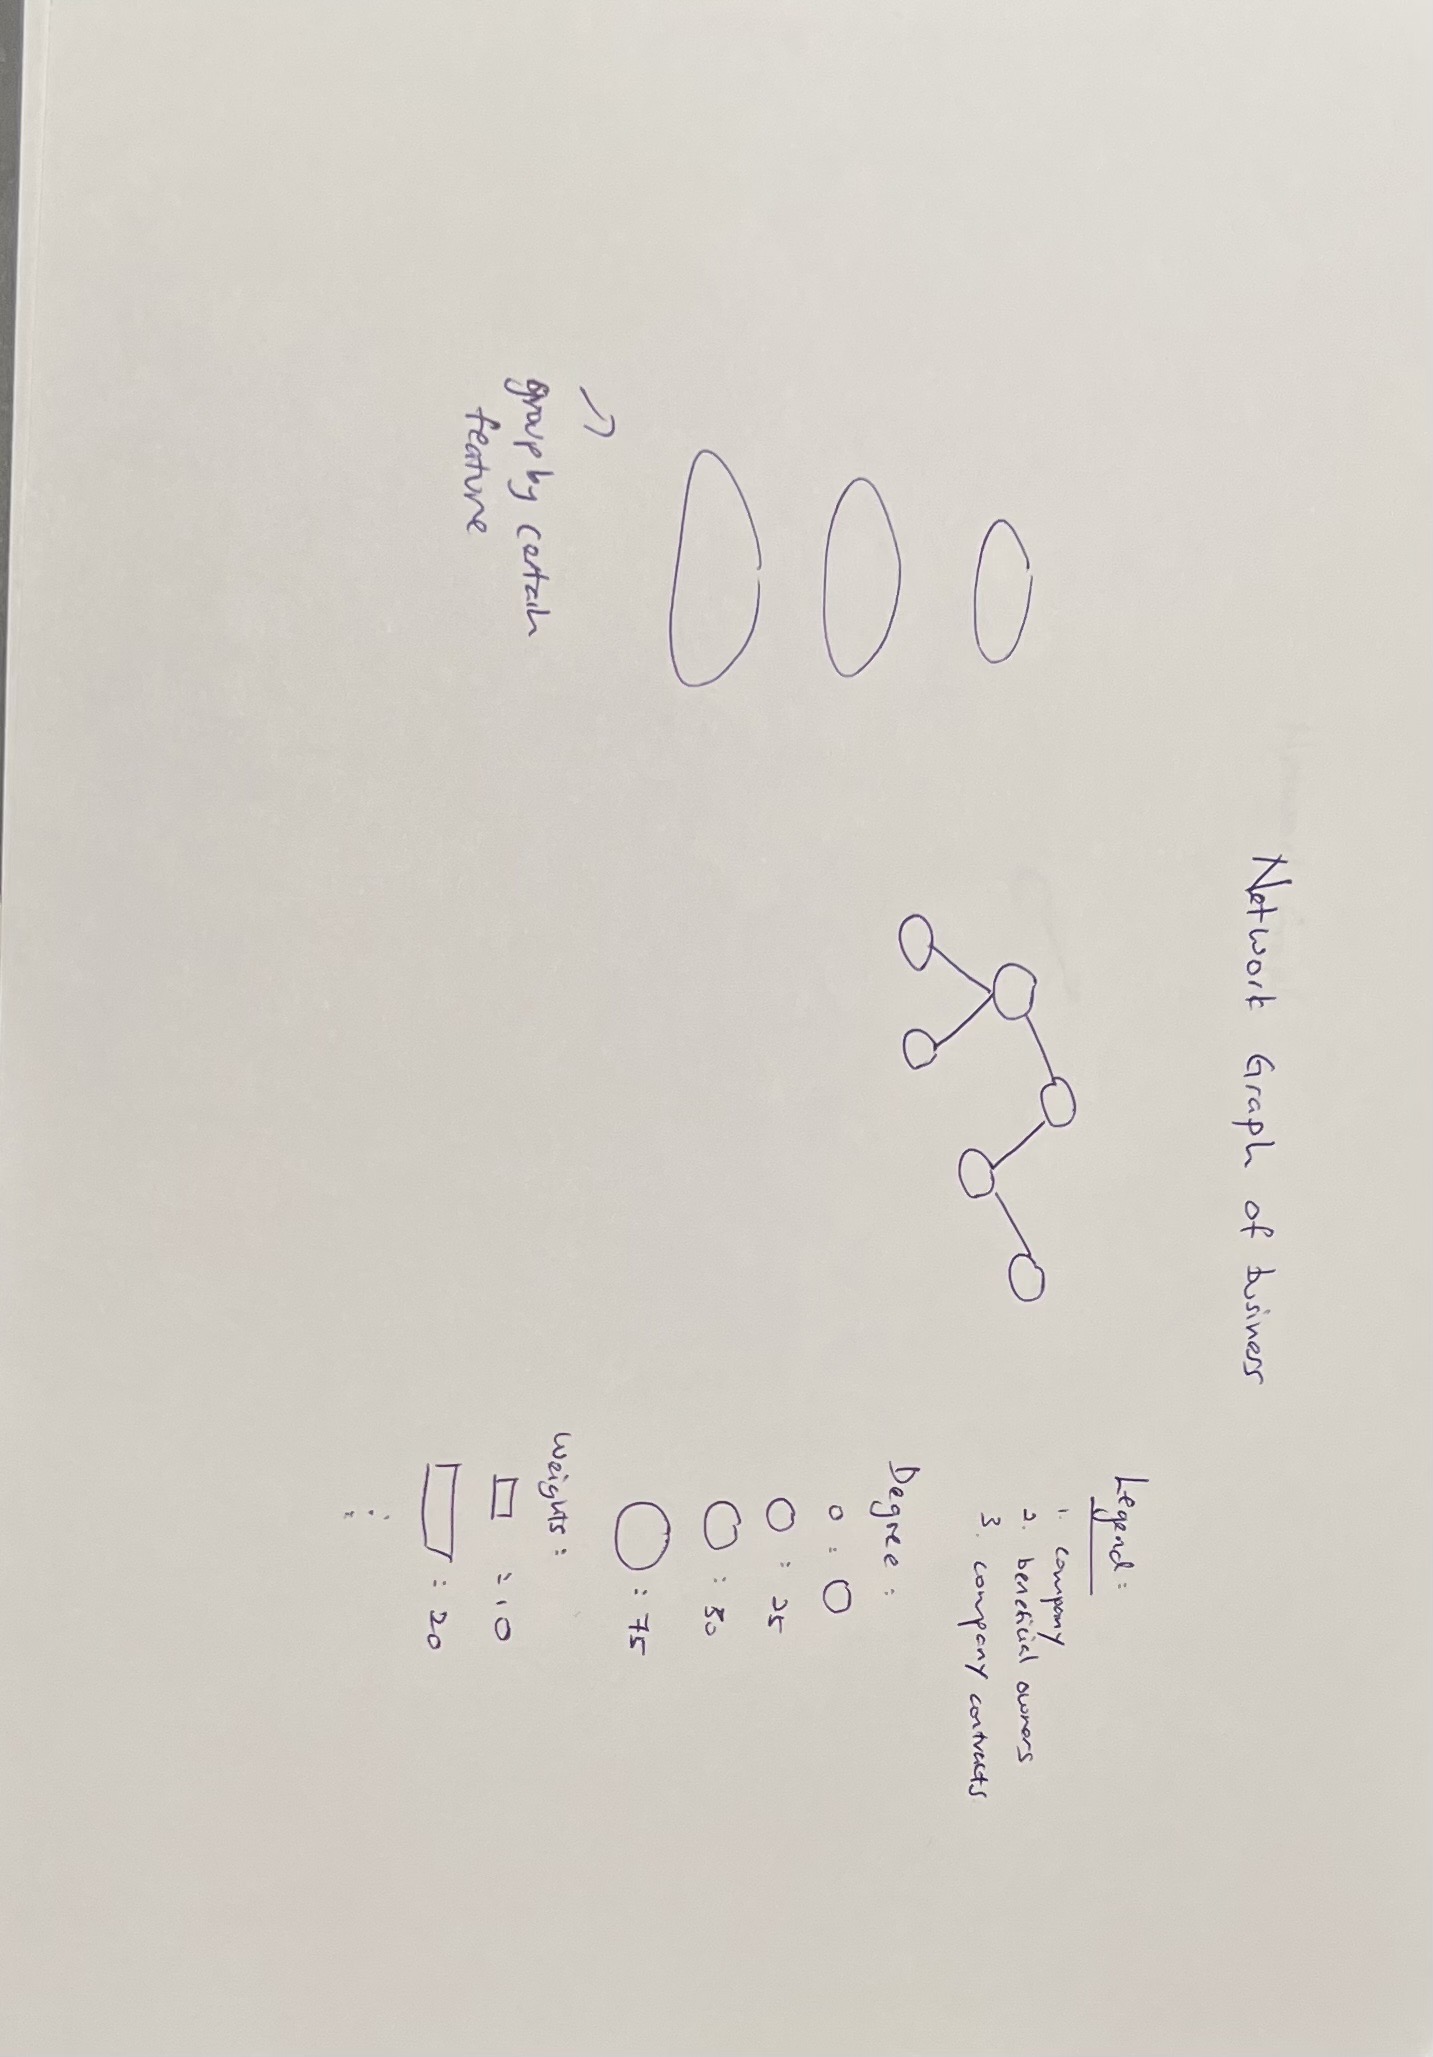 Network Graph of business
Legend:
1. company
2. beneficial owners
3. company contracts
Degree:
: 0
: 25
: 50
: 75
Weights:
: 10
: 20
group by certain
feature